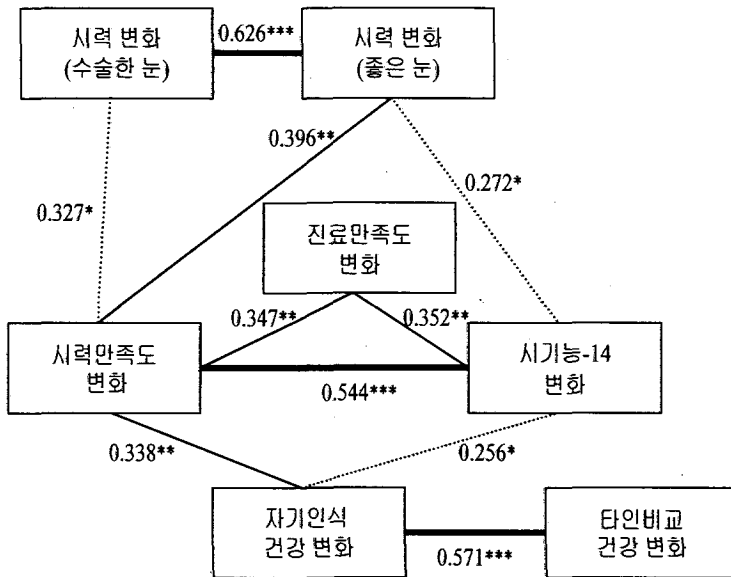 시력 변화
(수술한 눈)
0.626***
시력 변화
(좋은 눈)
0.396**
0.327*
0.272*
진료만족도
변화
0.347**
0.352**
시력만족도
변화
0.544***
시기능-14
변화
0.338**
0.256*
자기인식
건강 변화
0.571***
타인비교
건강 변화